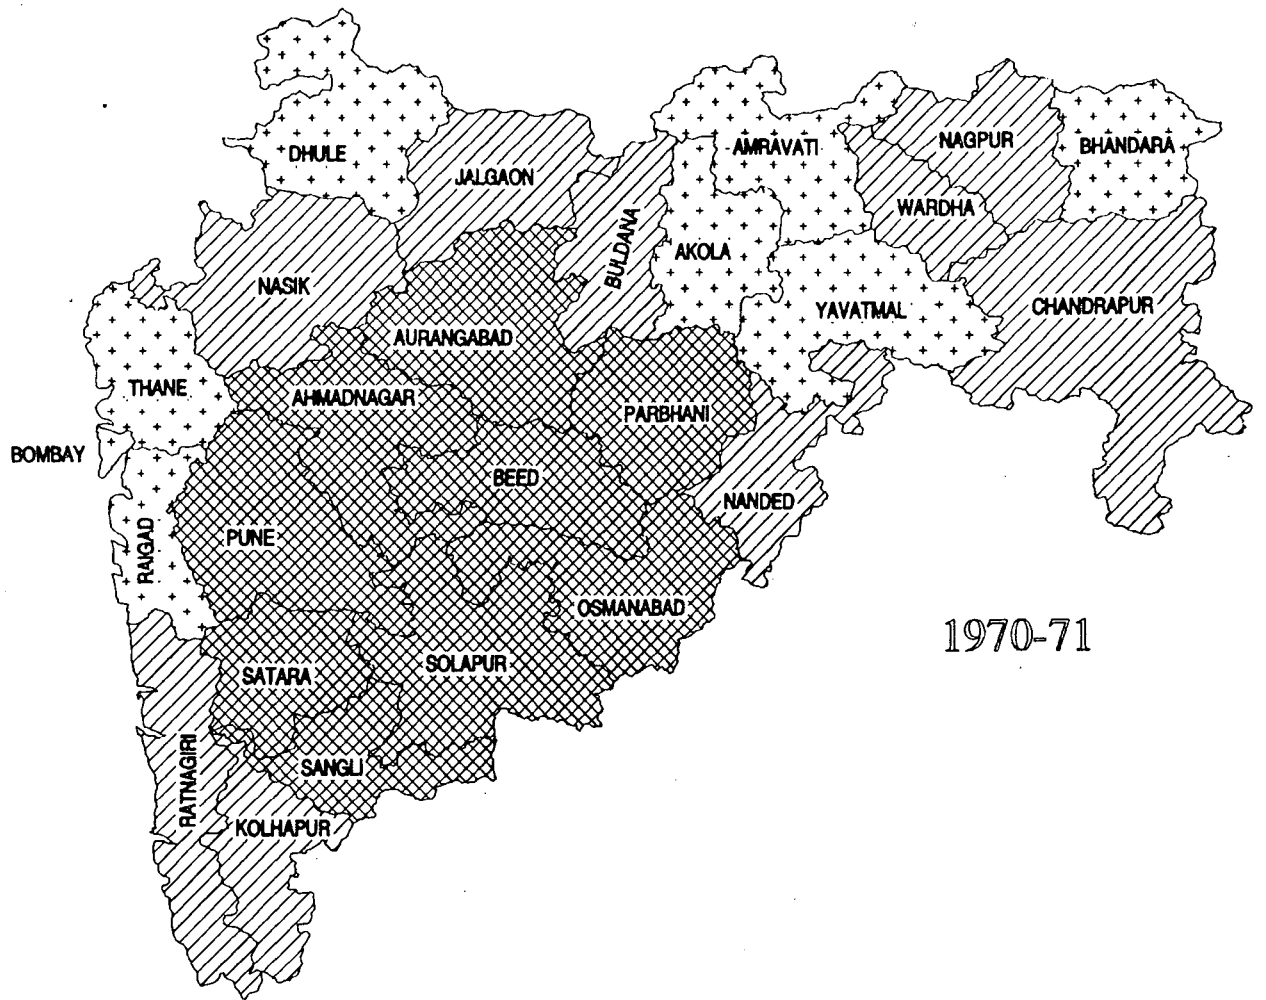 DHULE
JALGAON
AMRAVATI
NAGPUR
BHANDARA
WARDHA
BULDANA
AKOLA
NASIK
CHANDRAPUR
YAVATMAL
AURANGABAD
THANE
AHMADNAGAR
PARBHANI
BOMBAY
BEED
NANDED
RAIGAD
PUNE
OSMANABAD
1970-71
SOLAPUR
SATARA
SANGLI
RATNAGIRI
KOLHAPUR